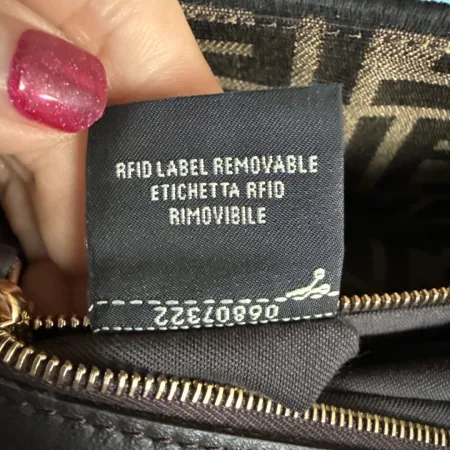 RFID LABEL REMOVABLE
ETICHETTA RFID
RIMOVIBILE
06807322